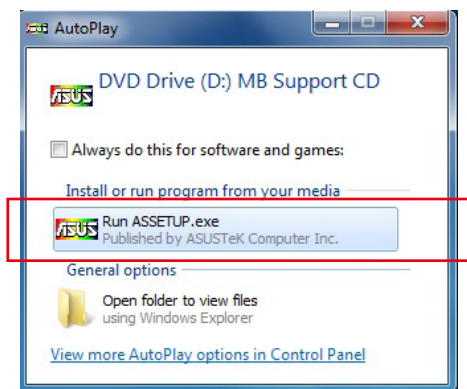 AutoPlay
DVD Drive (D:) MB Support CD
ASUS
Always do this for software and games:
Install or run program from your media
ASUS
Run ASSETUP.exe
Published by ASUSTeK Computer Inc.
General options
Open folder to view files
using Windows Explorer
View more AutoPlay options in Control Panel